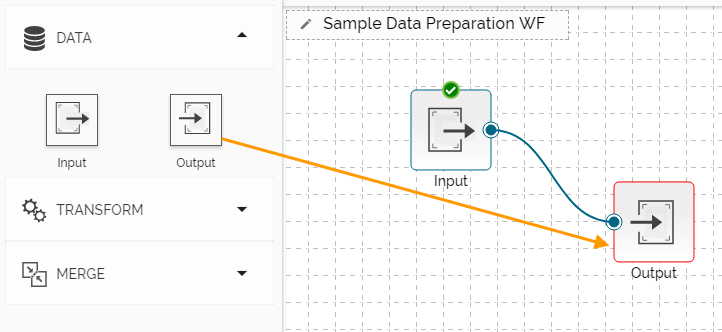 DATA
Input
Output
TRANSFORM
MERGE
Sample Data Preparation WF
Input
Output